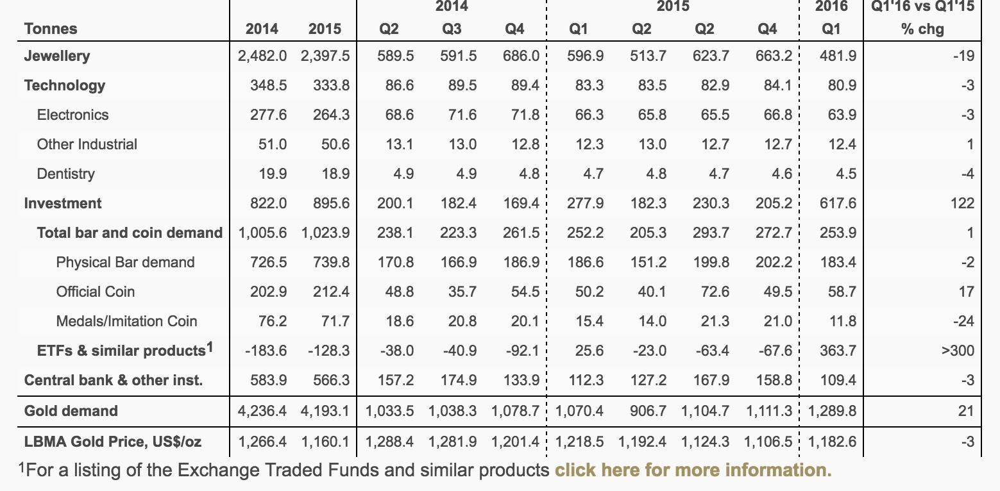 2014 2015 2016 Q1'16 vs Q1'15
Tonnes 2014 2015 Q2 Q3 Q4 Q1 Q2 Q2 Q4 Q1 % chg
Jewellery 2,482.0 2,397.5 589.5 591.5 686.0 596.9 513.7 623.7 663.2 481.9 -19
Technology 348.5 333.8 86.6 89.5 89.4 83.3 83.5 82.9 84.1 80.9 -3
Electronics 277.6 264.3 68.6 71.6 71.8 66.3 65.8 65.5 66.8 63.9 -3
Other Industrial 51.0 50.6 13.1 13.0 12.8 12.3 13.0 12.7 12.7 12.4 1
Dentistry 19.9 18.9 4.9 4.9 4.8 4.7 4.8 4.7 4.6 4.5 -4
Investment 822.0 895.6 200.1 182.4 169.4 277.9 182.3 230.3 205.2 617.6 122
Total bar and coin demand 1,005.6 1,023.9 238.1 223.3 261.5 252.2 205.3 293.7 272.7 253.9 1
Physical Bar demand 726.5 739.8 170.8 166.9 186.9 186.6 151.2 199.8 202.2 183.4 -2
Official Coin 202.9 212.4 48.8 35.7 54.5 50.2 40.1 72.6 49.5 58.7 17
Medals/Imitation Coin 76.2 71.7 18.6 20.8 20.1 15.4 14.0 21.3 21.0 11.8 -24
ETFs & similar products¹ -183.6 -128.3 -38.0 -40.9 -92.1 25.6 -23.0 -63.4 -67.6 363.7 >300
Central bank & other inst. 583.9 566.3 157.2 174.9 133.9 112.3 127.2 167.9 158.8 109.4 -3
Gold demand 4,236.4 4,193.1 1,033.5 1,038.3 1,078.7 1,070.4 906.7 1,104.7 1,111.3 1,289.8 21
LBMA Gold Price, US$/oz 1,266.4 1,160.1 1,288.4 1,281.9 1,201.4 1,218.5 1,192.4 1,124.3 1,106.5 1,182.6 -3
¹For a listing of the Exchange Traded Funds and similar products click here for more information.